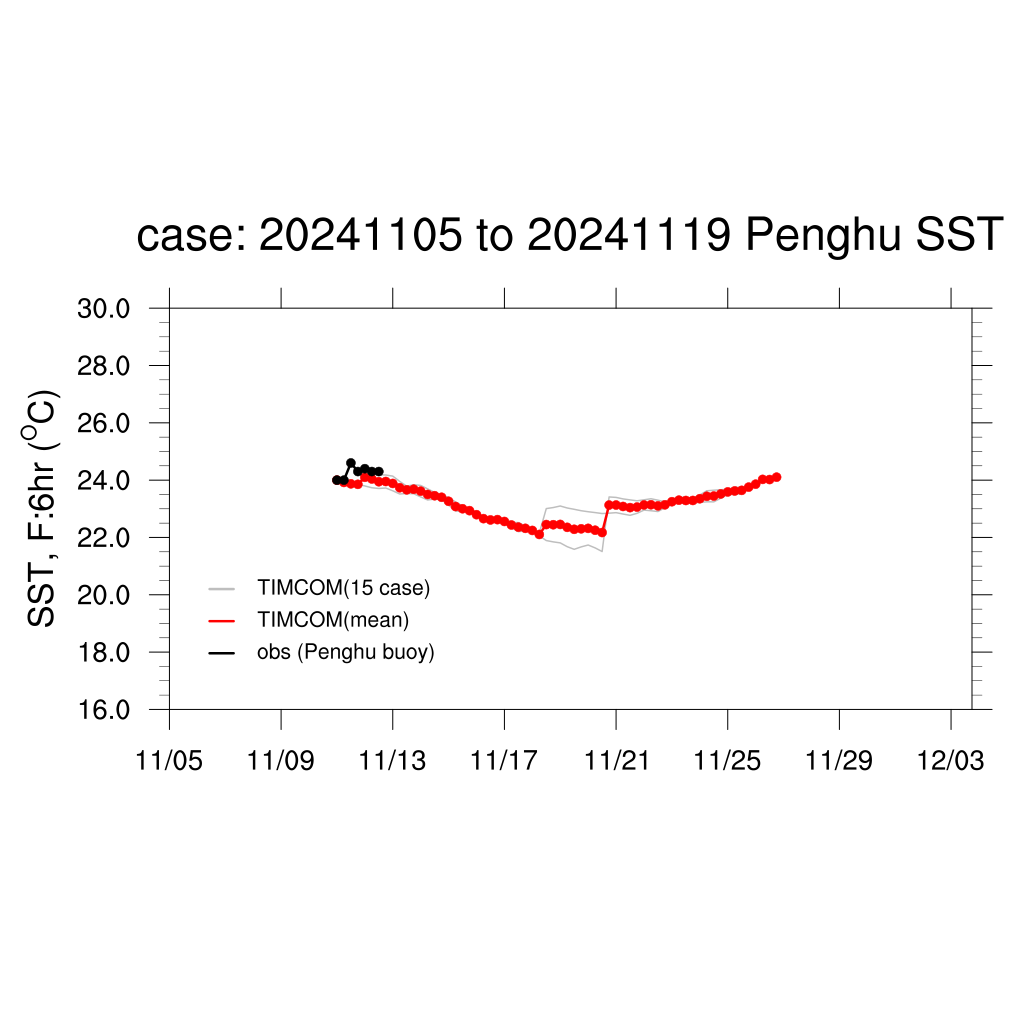 case: 20241105 to 20241119 Penghu SST
SST, F:6hr (°C)
30.0
28.0
26.0
24.0
22.0
20.0
18.0
16.0
TIMCOM(15 case)
TIMCOM(mean)
obs (Penghu buoy)
11/05 11/09 11/13 11/17 11/21 11/25 11/29 12/03